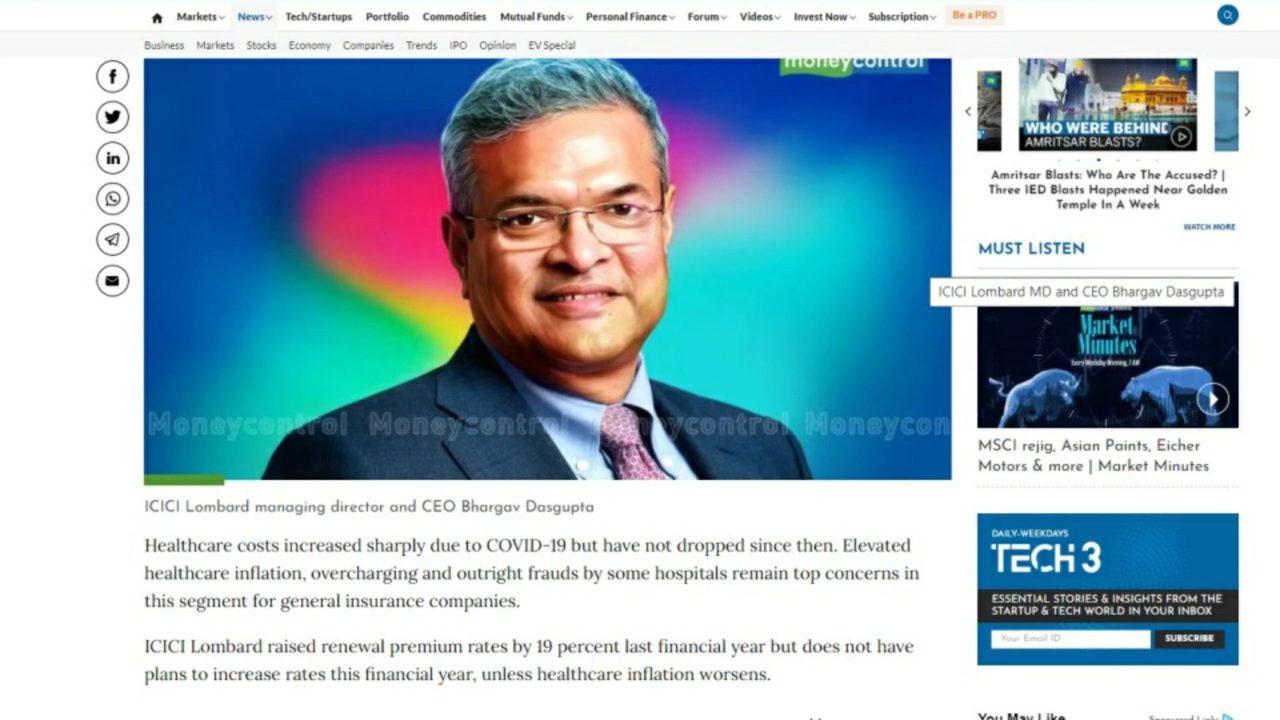 Markets News Tech/Startups Portfolio Commodities Mutual Funds Personal Finance Forum Videos Invest Now Subscription Be a PRO
Business Markets Stocks Economy Companies Trends IPO Opinion EV Special
moneycontrol
Moneycontrol Moneycontrol Moneycontrol Moneycon
ICICI Lombard managing director and CEO Bhargav Dasgupta
Healthcare costs increased sharply due to COVID-19 but have not dropped since then. Elevated
healthcare inflation, overcharging and outright frauds by some hospitals remain top concerns in
this segment for general insurance companies.
ICICI Lombard raised renewal premium rates by 19 percent last financial year but does not have
plans to increase rates this financial year, unless healthcare inflation worsens.
WHO WERE BEHIND
AMRITSAR BLASTS?
Amritsar Blasts: Who Are The Accused? |
Three IED Blasts Happened Near Golden
Temple In A Week
WATCH MORE
MUST LISTEN
ICICI Lombard MD and CEO Bhargav Dasgupta
Market
Minutes
Every Weekday Morning, 7 AM
MSCI rejig, Asian Paints, Eicher
Motors & more | Market Minutes
DAILY-WEEKDAYS
TECH 3
ESSENTIAL STORIES & INSIGHTS FROM THE
STARTUP & TECH WORLD IN YOUR INBOX
Your Email ID SUBSCRIBE
You May Like Sponsored Links